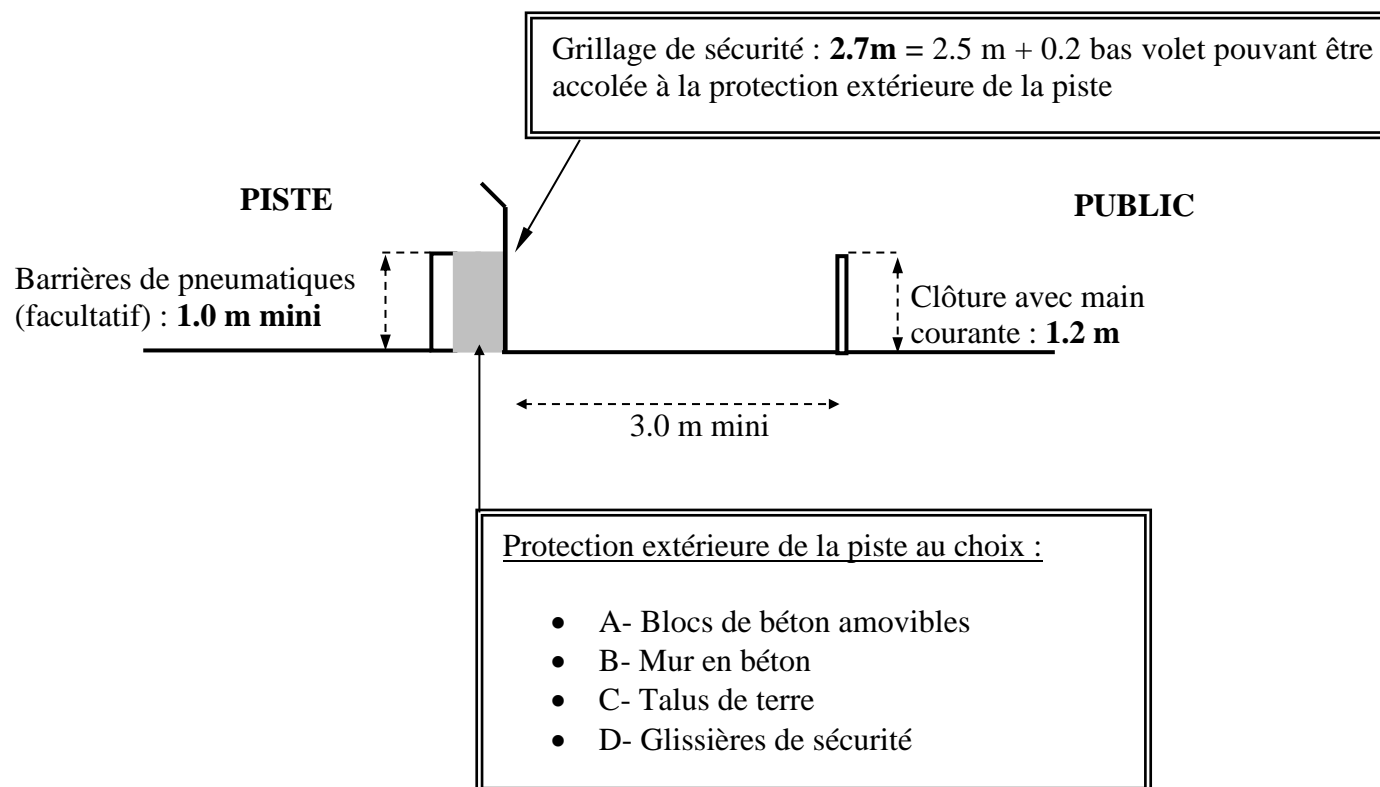 Grillage de sécurité : 2.7m = 2.5 m + 0.2 bas volet pouvant être
accolée à la protection extérieure de la piste
PISTE
PUBLIC
Barrières de pneumatiques
(facultatif) : 1.0 m mini
Clôture avec main
courante : 1.2 m
3.0 m mini
Protection extérieure de la piste au choix :
• A- Blocs de béton amovibles
• B- Mur en béton
• C- Talus de terre
• D- Glissières de sécurité